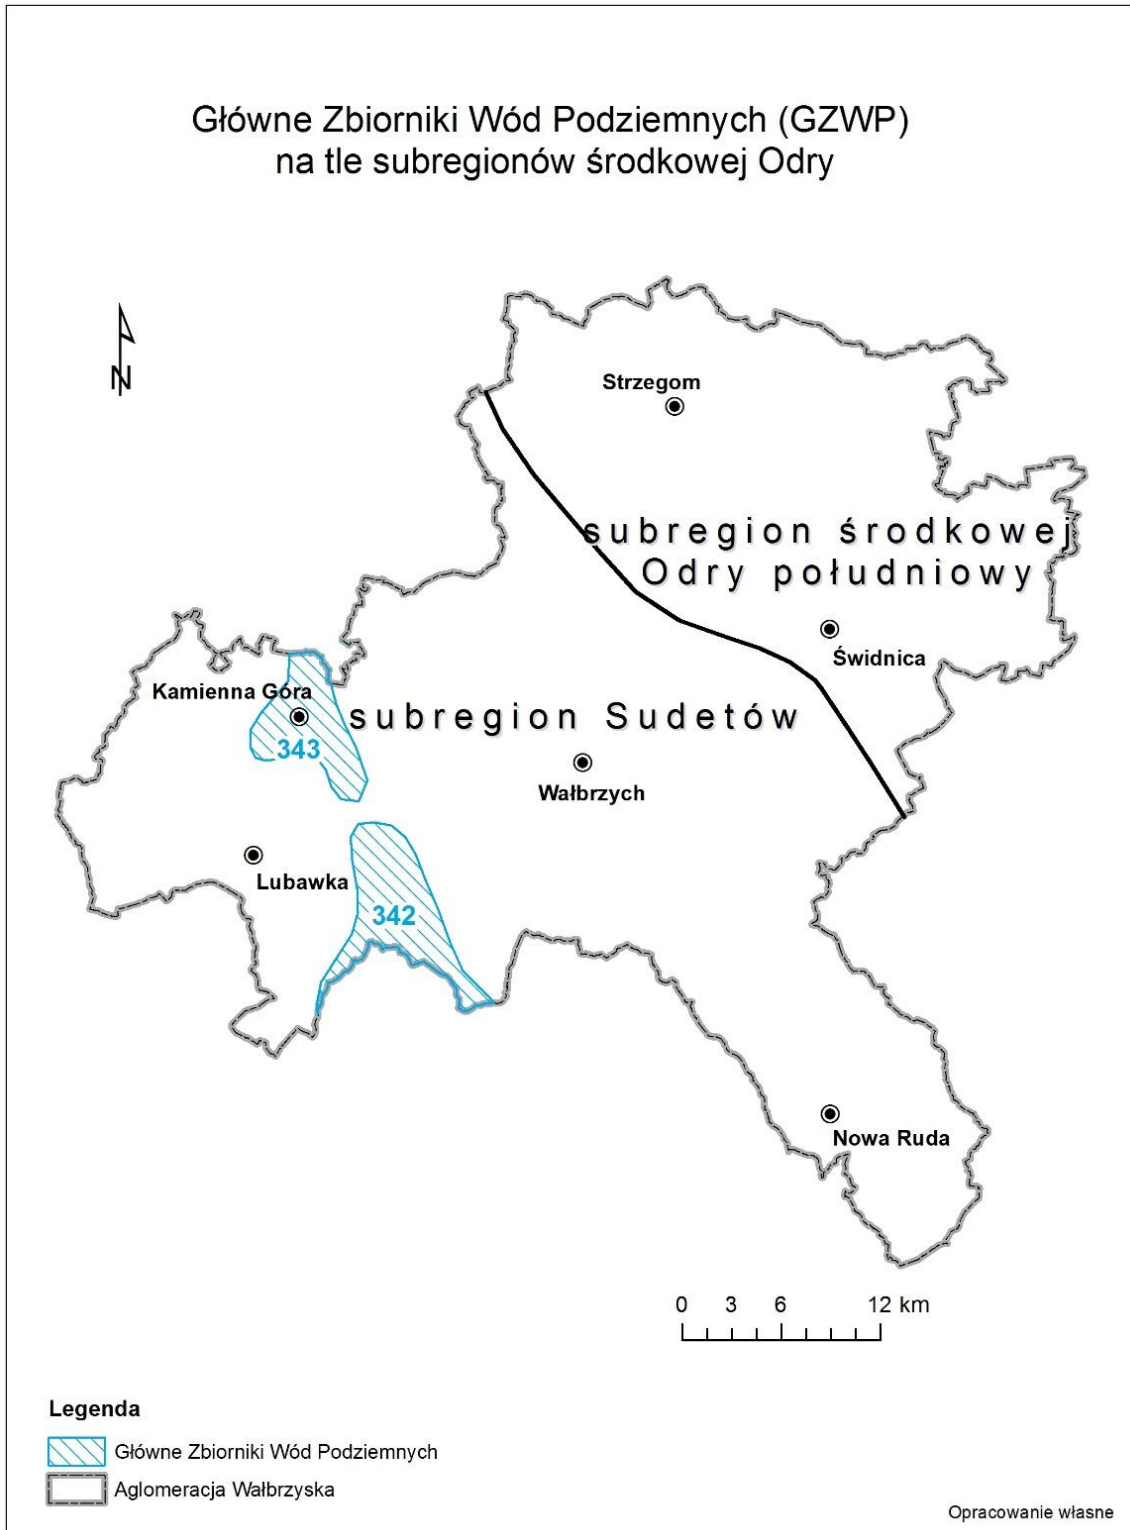 Główne Zbiorniki Wód Podziemnych (GZWP)
na tle subregionów środkowej Odry
N
Strzegom
subregion środkowej
Odry południowy
Świdnica
Kamienna Góra
343
subregion Sudetów
Wałbrzych
Lubawka
342
Nowa Ruda
0 3 6 12 km
Legenda
Główne Zbiorniki Wód Podziemnych
Aglomeracja Wałbrzyska
Opracowanie własne